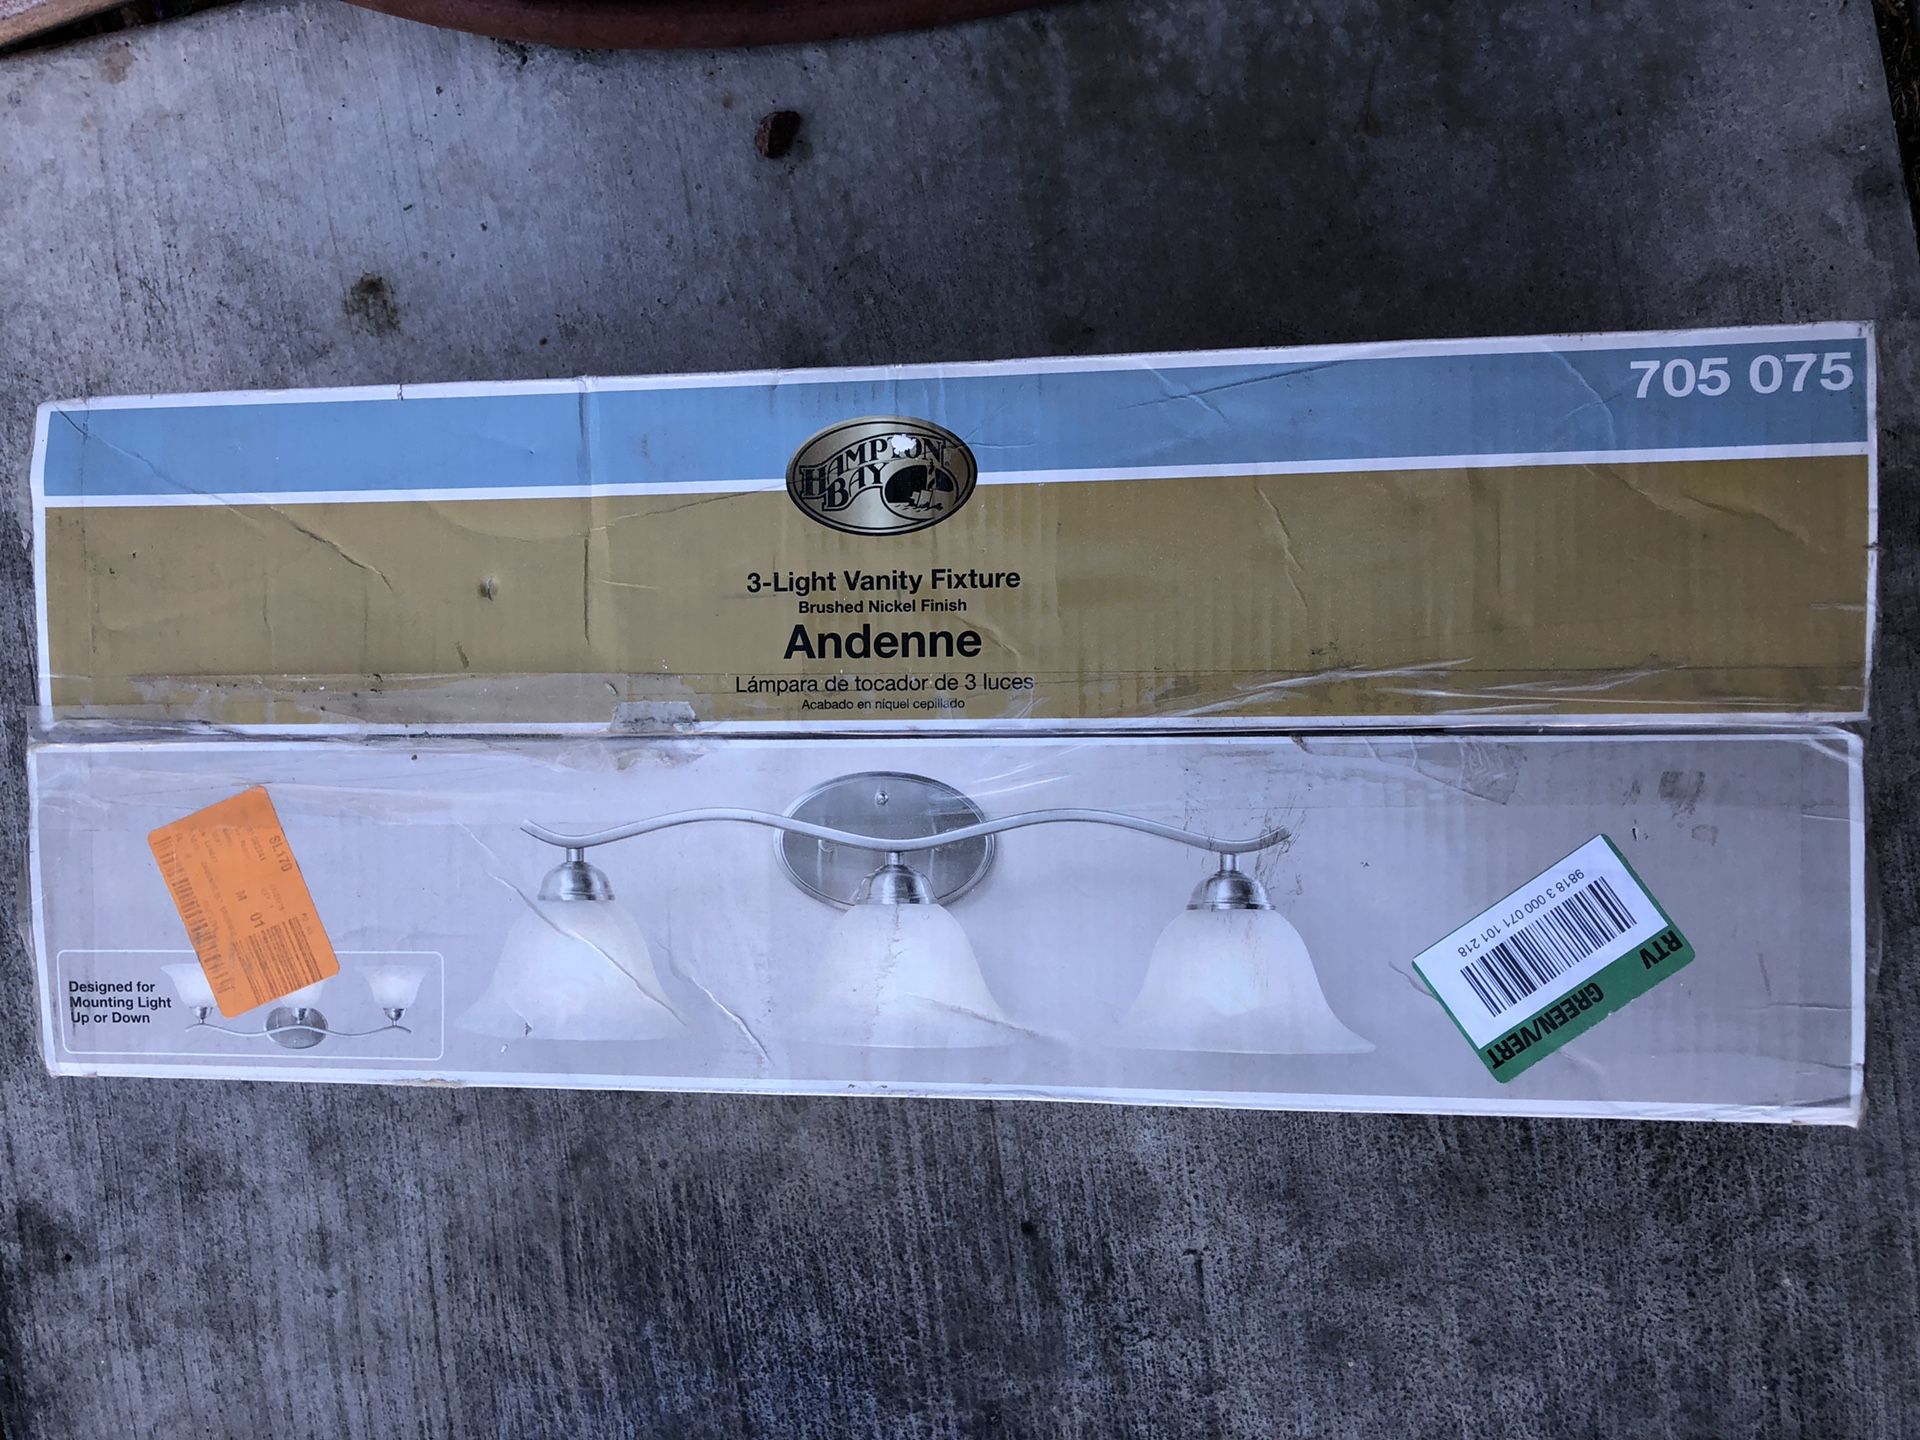 705 075
HAMPTON
BAY
3-Light Vanity Fixture
Brushed Nickel Finish
Andenne
Lámpara de tocador de 3 luces
Acabado en níquel cepillado
SL170
M 01
Designed for
Mounting Light
Up or Down
9818 3 000 071 101 218
RTV
GREEN/VERT